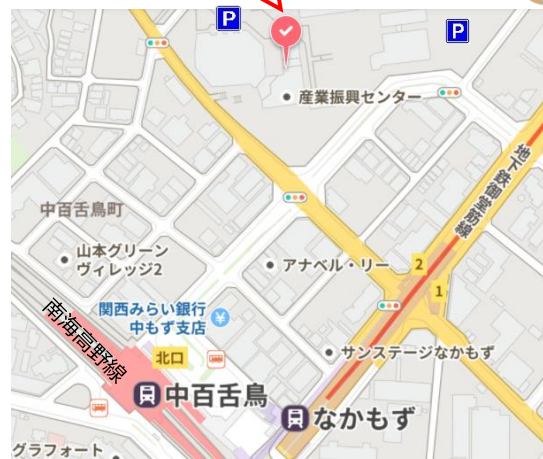 P
P
産業振興センター
地下鉄御堂筋線
中百舌鳥町
山本グリーン
ヴィレッジ2
アナベル・リー
2
1
関西みらい銀行
中もず支店
¥
南海高野線
北口
サンステージなかもず
中百舌鳥
なかもず
グラフォート